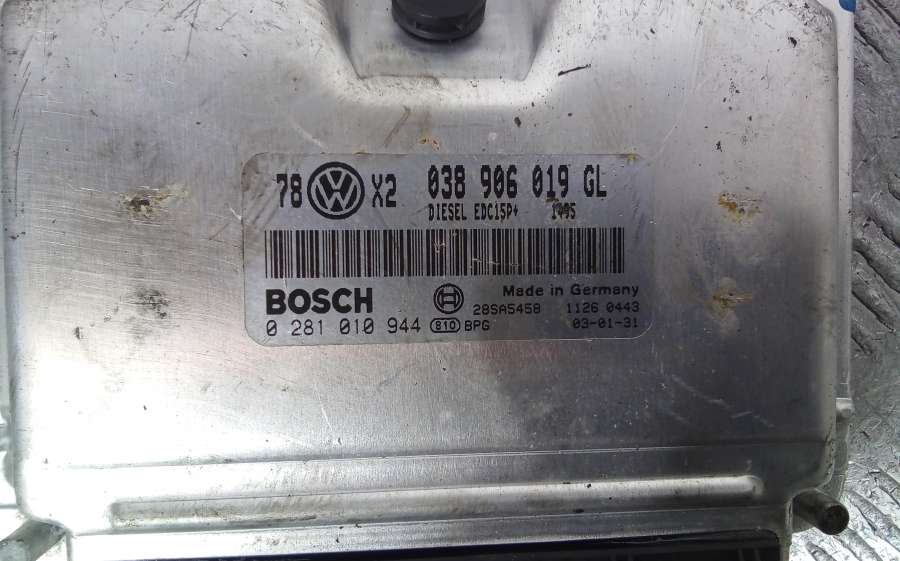 78 VW X2 038 906 019 GL
DIESEL EDC15P+
BOSCH
Made in Germany
28SA5458 1126 0443
0 281 010 944 810 BPG 03-01-31